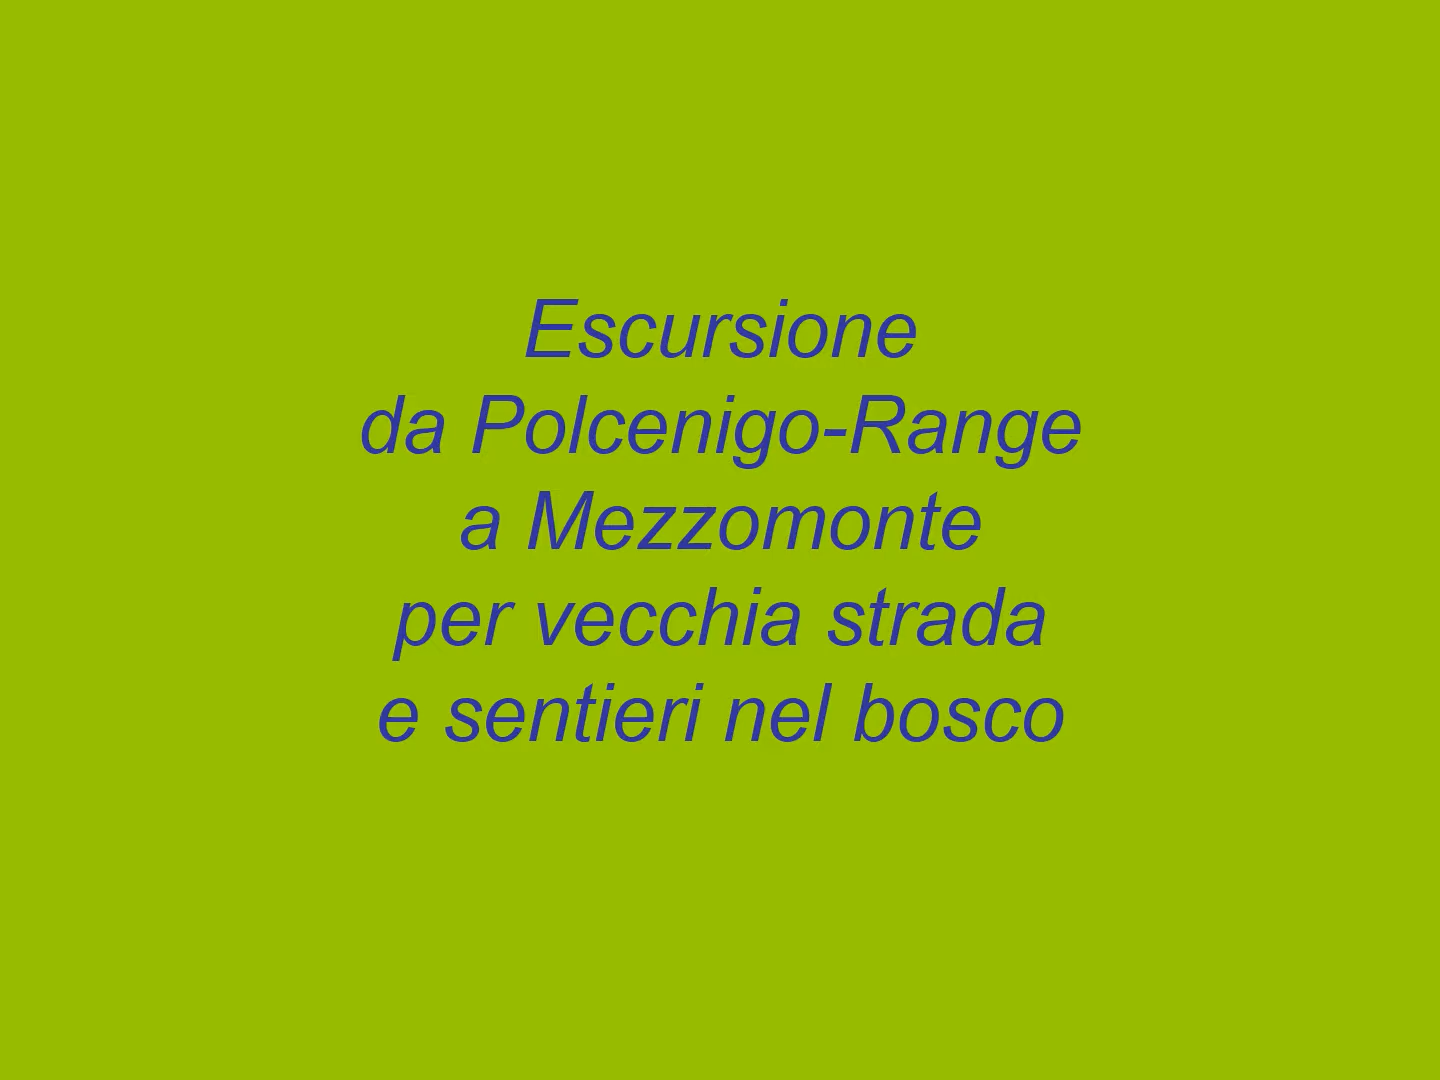 Escursione
da Polcenigo-Range
a Mezzomonte
per vecchia strada
e sentieri nel bosco